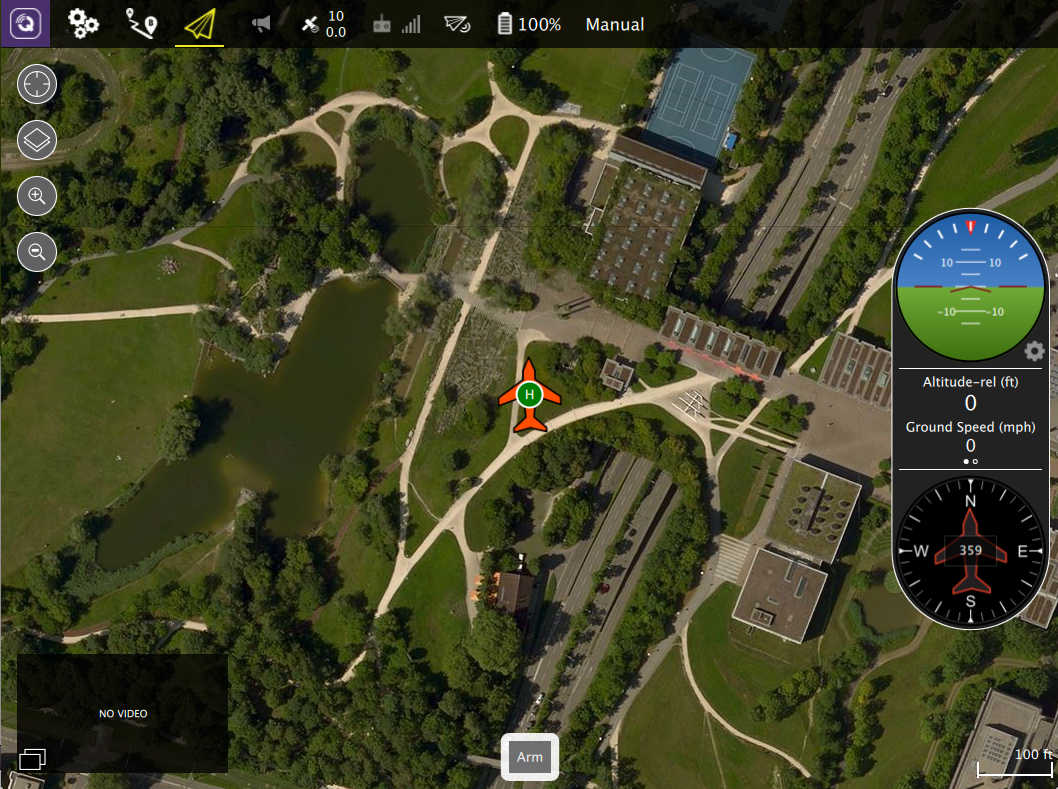 10
0.0
100%
Manual
B
10 10
-10 -10
Altitude-rel (ft)
0
Ground Speed (mph)
0
H
N
W 359 E
S
NO VIDEO
Arm
100 ft